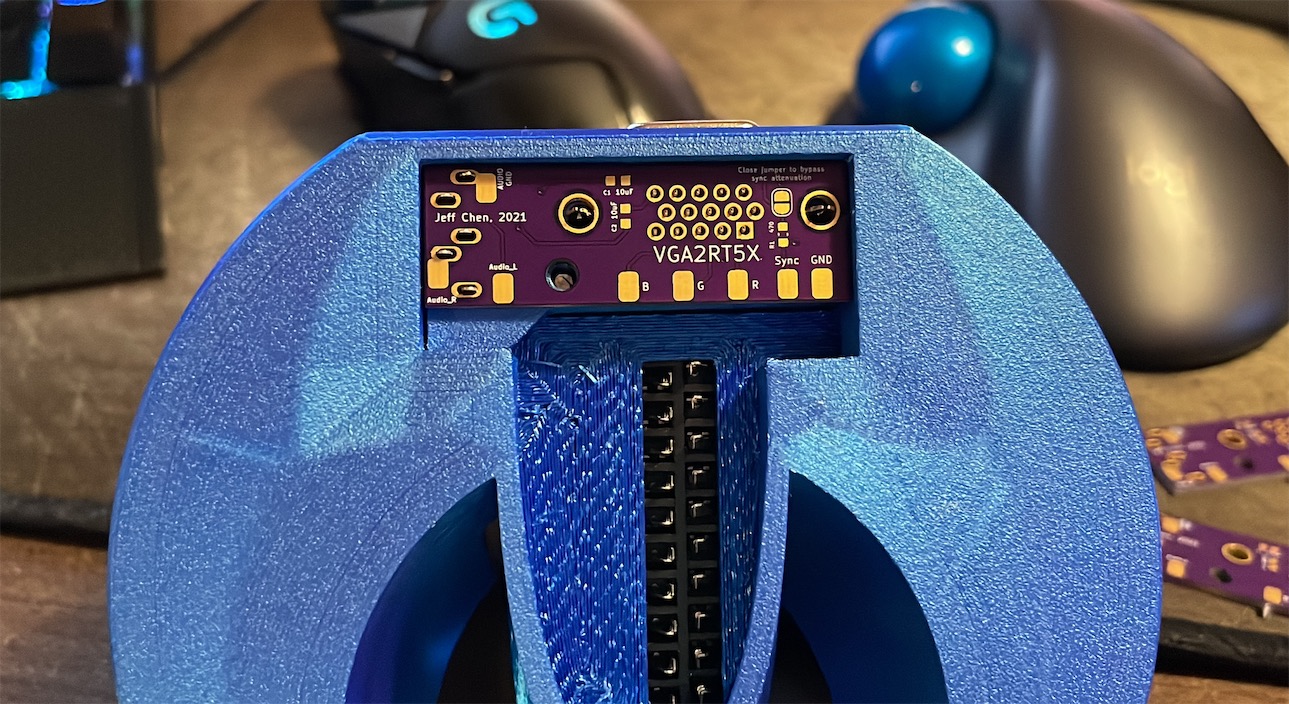 Close jumper to bypass
sync attenuation
AUDIO
GND
C1 10uF
C2 10uF
Jeff Chen, 2021
470
R1
VGA2RT5X
Sync
GND
Audio_L
B
G
R
Audio_R